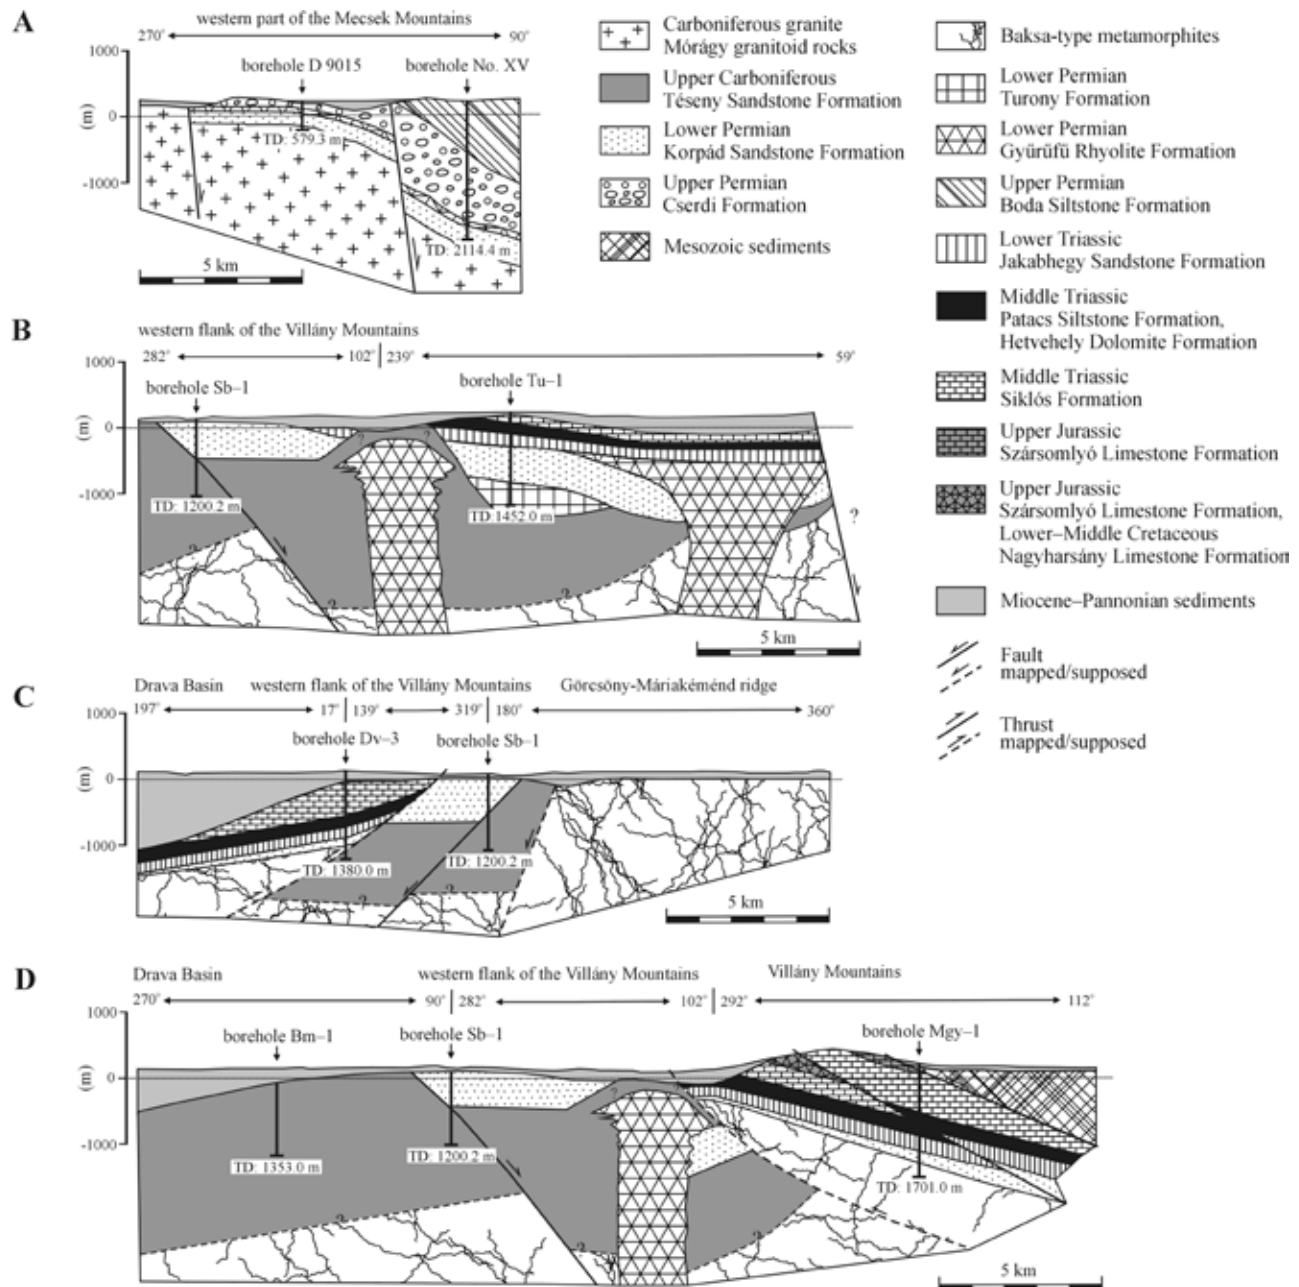 A
western part of the Mecsek Mountains
270° 90°
borehole D 9015 borehole No. XV
1000
0
-1000
(m)
TD: 579.3 m
TD: 2114.4 m
5 km
B
western flank of the Villány Mountains
282° 102° 239° 59°
borehole Sb–1 borehole Tu–1
1000
0
-1000
(m)
? ? ? ? ? ?
TD: 1200.2 m
TD:1452.0 m
5 km
C
Drava Basin western flank of the Villány Mountains Görcsöny-Máriakéménd ridge
197° 17° 139° 319° 180° 360°
borehole Dv–3 borehole Sb–1
1000
0
-1000
(m)
TD: 1380.0 m
TD: 1200.2 m
? ? ?
5 km
D
Drava Basin western flank of the Villány Mountains Villány Mountains
270° 90° 282° 102° 292° 112°
borehole Bm–1 borehole Sb–1 borehole Mgy–1
1000
0
-1000
(m)
TD: 1353.0 m
TD: 1200.2 m
TD: 1701.0 m
? ? ?
5 km
Carboniferous granite
Mórágy granitoid rocks
Upper Carboniferous
Téseny Sandstone Formation
Lower Permian
Korpád Sandstone Formation
Upper Permian
Cserdi Formation
Mesozoic sediments
Baksa-type metamorphites
Lower Permian
Turony Formation
Lower Permian
Gyűrűfű Rhyolite Formation
Upper Permian
Boda Siltstone Formation
Lower Triassic
Jakabhegy Sandstone Formation
Middle Triassic
Patacs Siltstone Formation,
Hetvehely Dolomite Formation
Middle Triassic
Siklós Formation
Upper Jurassic
Szársomlyó Limestone Formation
Upper Jurassic
Szársomlyó Limestone Formation,
Lower–Middle Cretaceous
Nagyharsány Limestone Formation
Miocene–Pannonian sediments
Fault
mapped/supposed
Thrust
mapped/supposed